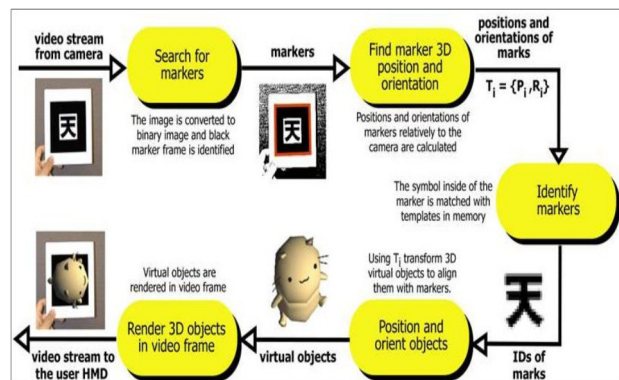 video stream
from camera
Search for
markers
The image is converted to
binary image and black
marker frame is identified
天
markers
天
Find marker 3D
position and
orientation
Positions and orientations of
markers relatively to the
camera are calculated
positions and
orientations of
marks
Ti = {Pi ,Ri}
The symbol inside of the
marker is matched with
templates in memory
Identify
markers
天
IDs of
marks
Using Ti transform 3D
virtual objects to align
them with markers.
Position and
orient objects
virtual objects
Virtual objects are
rendered in video frame
Render 3D objects
in video frame
video stream to
the user HMD